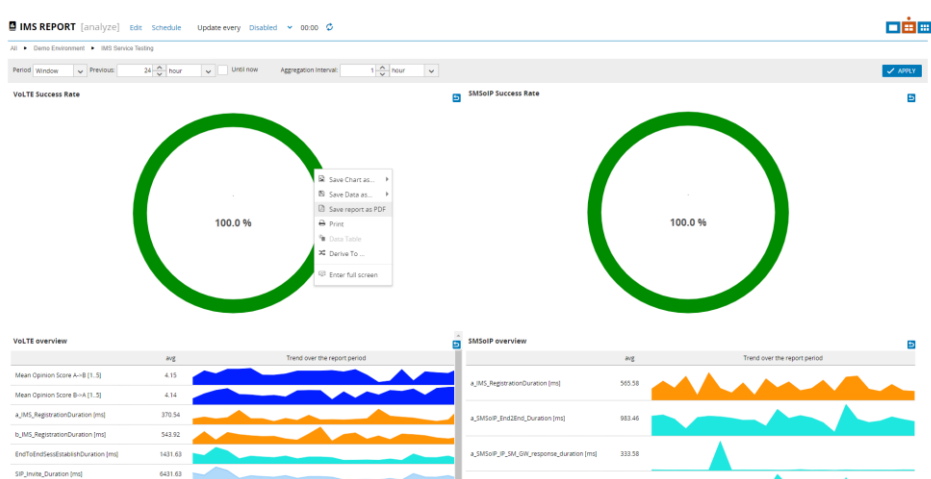 IMS REPORT [analyze] Edit Schedule Update every Disabled 00:00
All • Demo Environment • IMS Service Testing
Period Window Previous: 24 hour Until now Aggregation Interval: 1 hour APPLY
VoLTE Success Rate
100.0 %
Save Chart as...
Save Data as...
Save report as PDF
Print
Data Table
Derive To ...
Enter full screen
SMSoIP Success Rate
100.0 %
VoLTE overview
avg Trend over the report period
Mean Opinion Score A->B [1..5) 4.15
Mean Opinion Score B->A [1..5) 4.14
a_IMS_RegistrationDuration [ms] 370.54
b_IMS_RegistrationDuration [ms] 543.92
EndToEndSessEstablishDuration [ms] 1431.63
SIP_Invite_Duration [ms] 6431.63
SMSoIP overview
avg Trend over the report period
a_IMS_RegistrationDuration [ms] 565.58
a_SMSoIP_End2End_Duration [ms] 983.46
a_SMSoIP_IP_SM_GW_response_duration [ms] 333.58